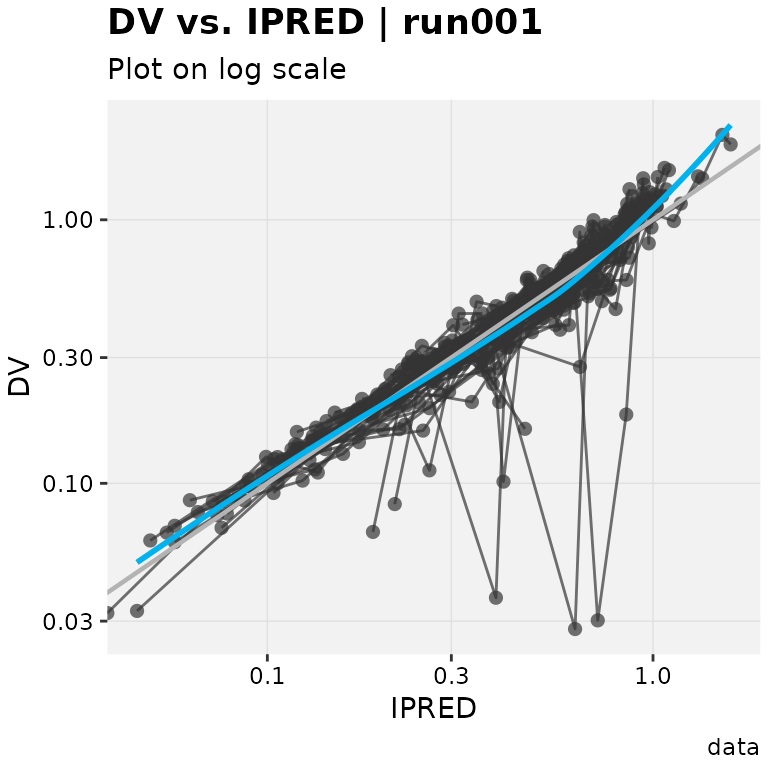 DV vs. IPRED | run001
Plot on log scale
DV
1.00
0.30
0.10
0.03
0.1
0.3
1.0
IPRED
data